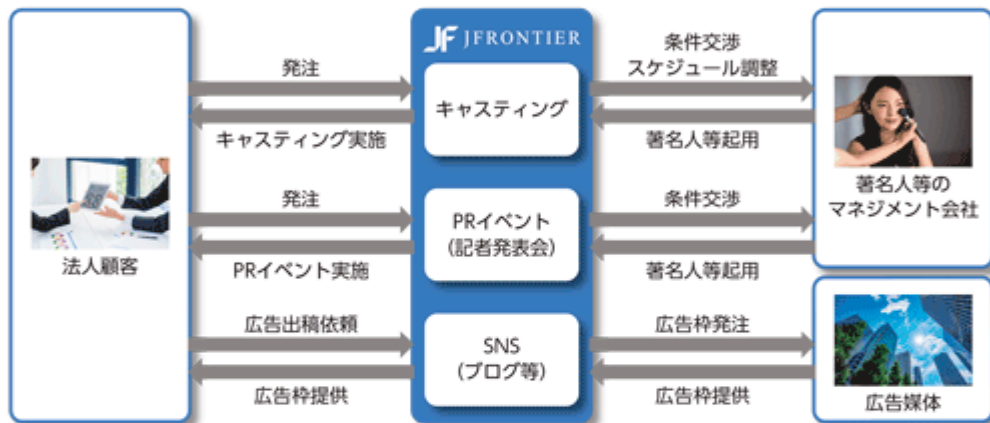 JF JFRONTIER
法人顧客
発注
キャスティング実施
キャスティング
条件交渉
スケジュール調整
著名人等起用
著名人等の
マネジメント会社
発注
PRイベント実施
PRイベント
(記者発表会)
条件交渉
著名人等起用
広告出稿依頼
広告枠提供
SNS
(ブログ等)
広告枠発注
広告枠提供
広告媒体